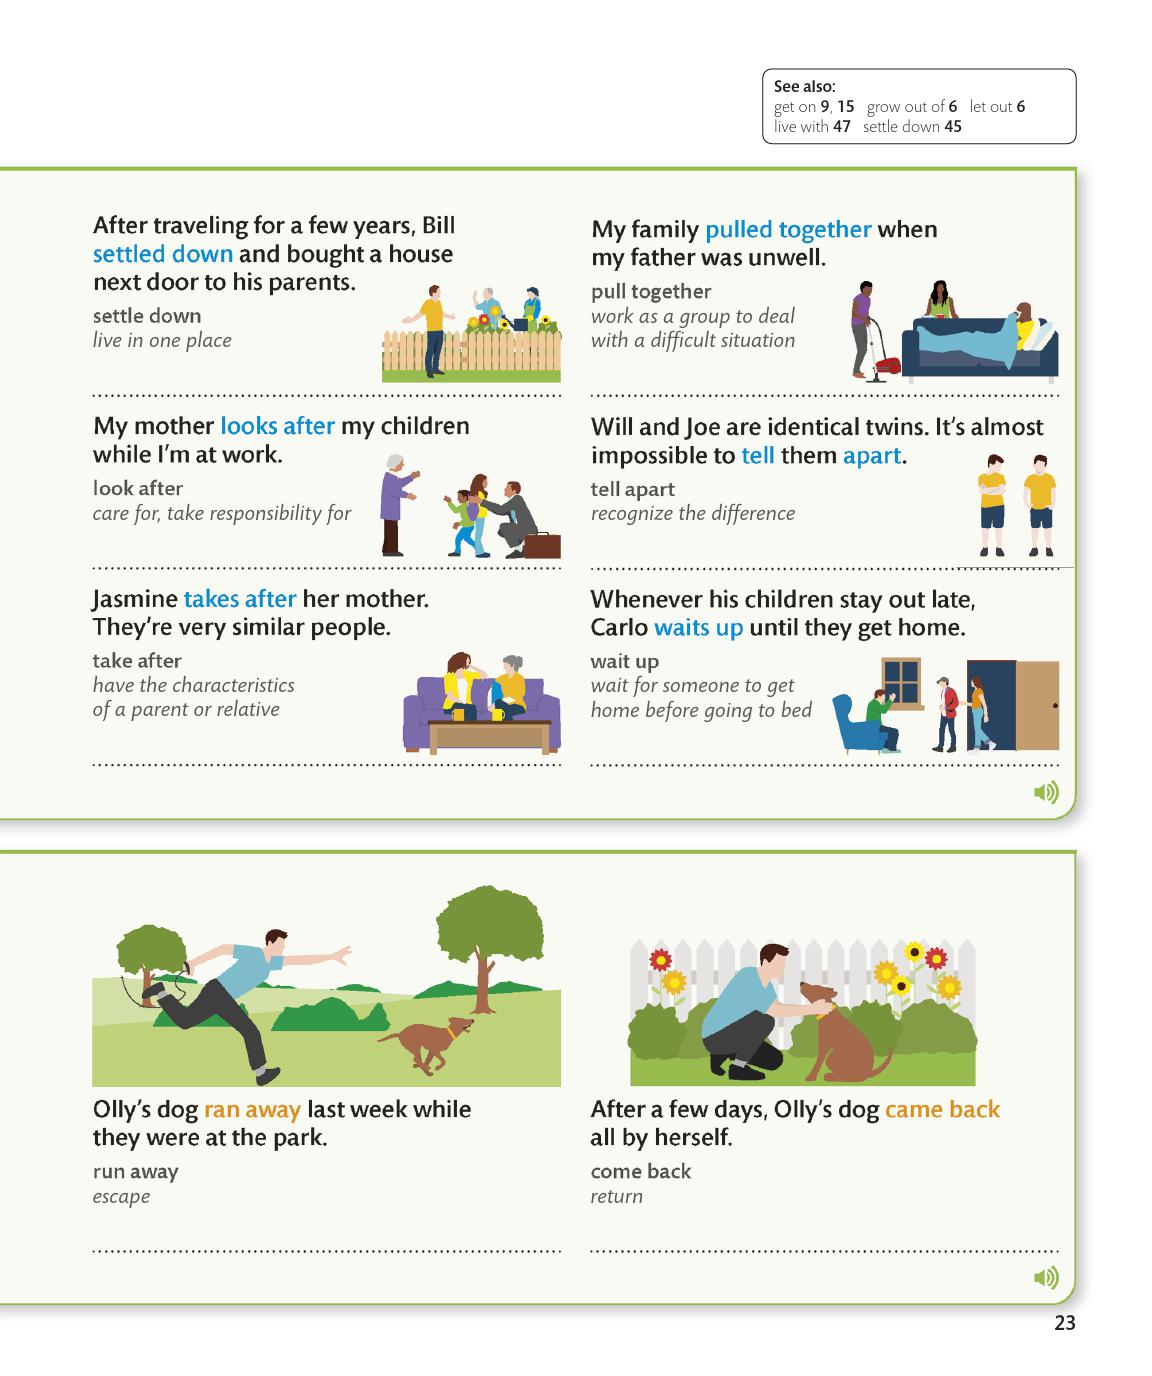 See also:
get on 9, 15 grow out of 6 let out 6
live with 47 settle down 45
After traveling for a few years, Bill
settled down and bought a house
next door to his parents.
settle down
live in one place
My family pulled together when
my father was unwell.
pull together
work as a group to deal
with a difficult situation
My mother looks after my children
while I'm at work.
look after
care for, take responsibility for
Will and Joe are identical twins. It's almost
impossible to tell them apart.
tell apart
recognize the difference
Jasmine takes after her mother.
They're very similar people.
take after
have the characteristics
of a parent or relative
Whenever his children stay out late,
Carlo waits up until they get home.
wait up
wait for someone to get
home before going to bed
Olly's dog ran away last week while
they were at the park.
run away
escape
After a few days, Olly's dog came back
all by herself.
come back
return
23